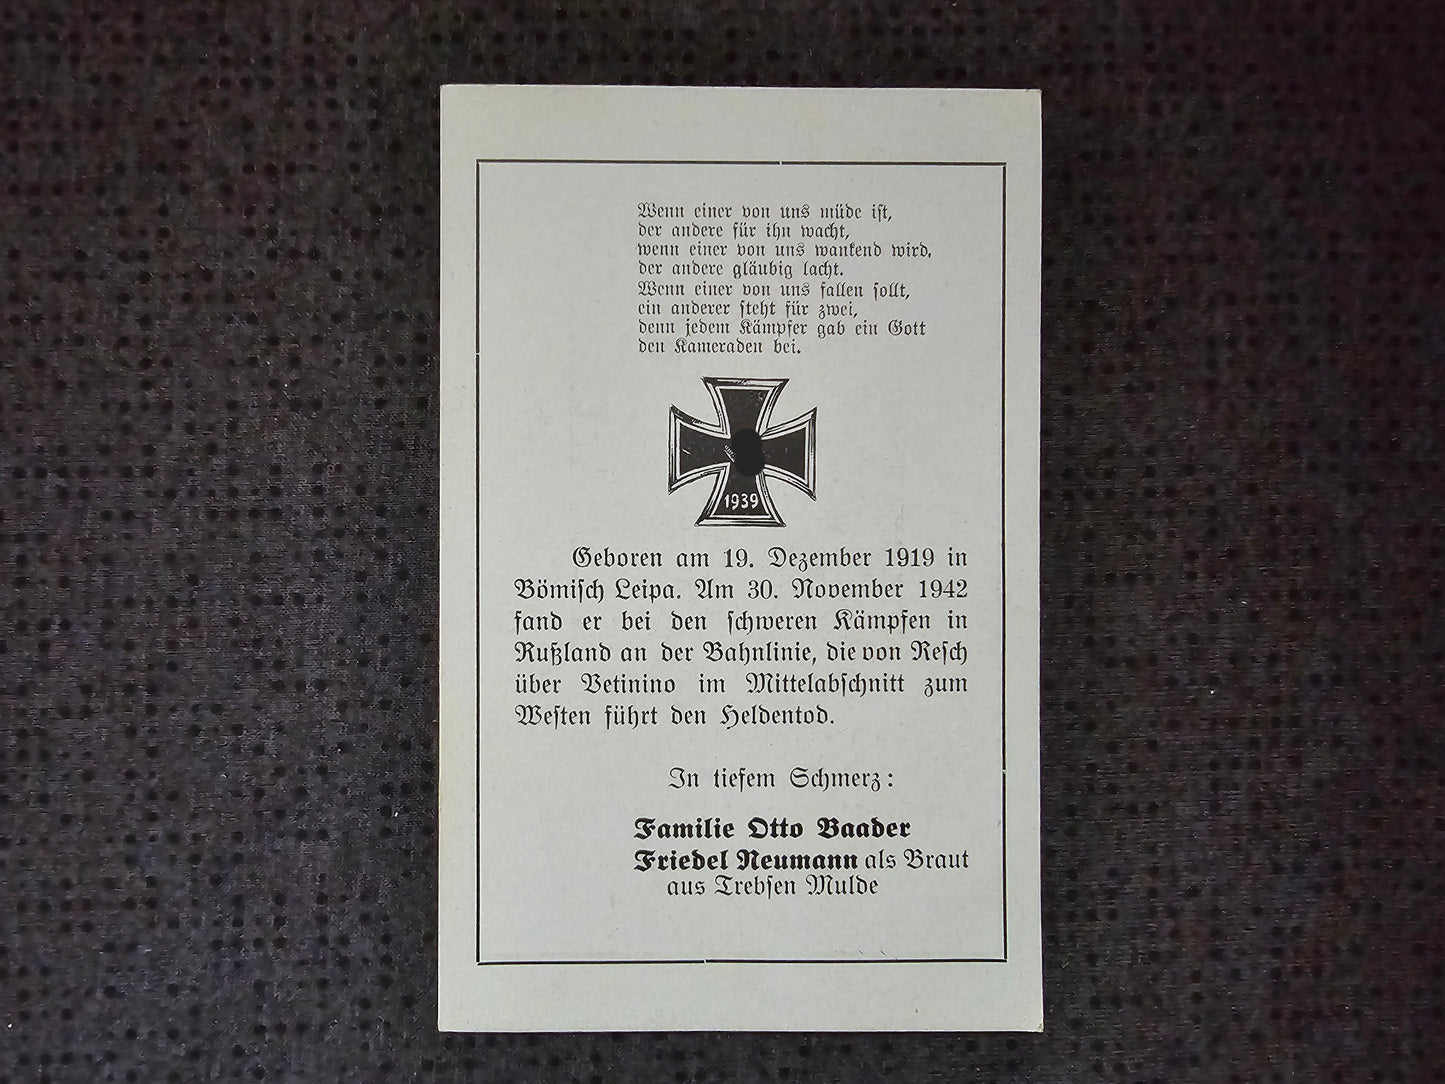 Wenn einer von uns müde ist,
der andere für ihn wacht,
wenn einer von uns wankend wird,
der andere gläubig lacht.
Wenn einer von uns fallen sollt,
ein anderer steht für zwei,
denn jedem Kämpfer gab ein Gott
den Kameraden bei.
1939
Geboren am 19. Dezember 1919 in
Bömisch Leipa. Am 30. November 1942
fand er bei den schweren Kämpfen in
Rußland an der Bahnlinie, die von Resch
über Vetinino im Mittelabschnitt zum
Westen führt den Heldentod.
In tiefem Schmerz:
Familie Otto Baader
Friedel Neumann als Braut
aus Trebsen Mulde